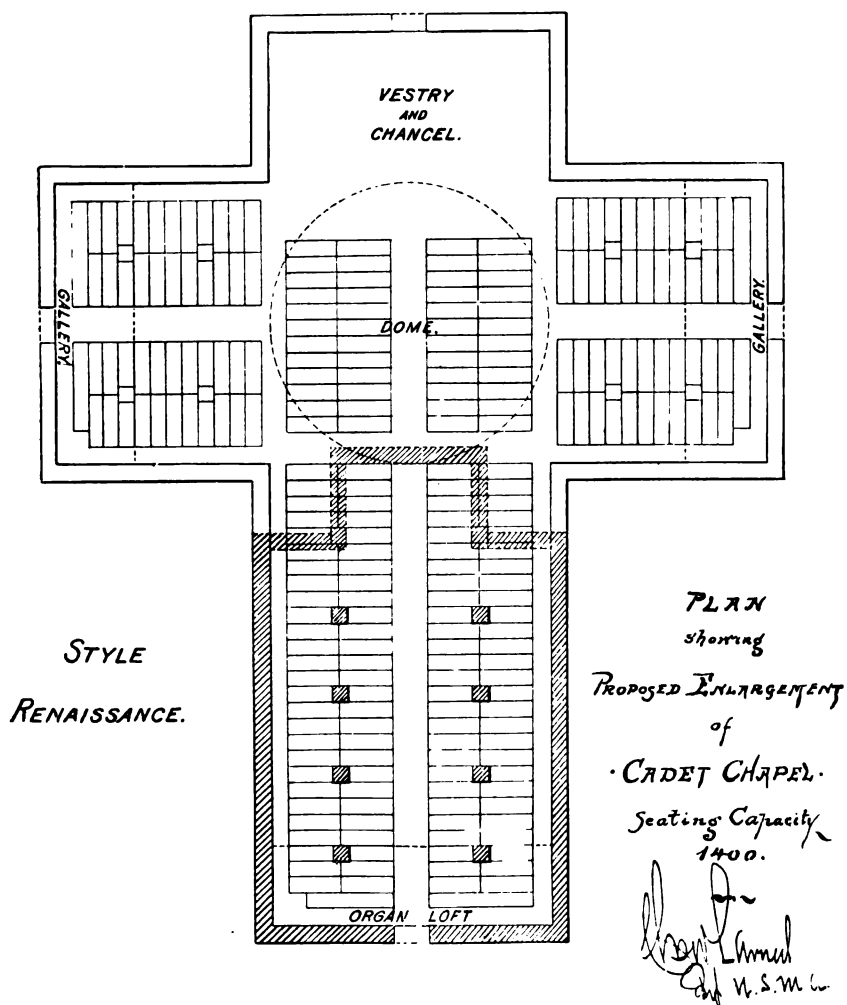 VESTRY
AND
CHANCEL.
GALLERY.
DOME.
GALLERY.
STYLE
RENAISSANCE.
PLAN
showing
PROPOSED ENLARGEMENT
of
·CADET CHAPEL·
Seating Capacity
1400.
ORGAN LOFT